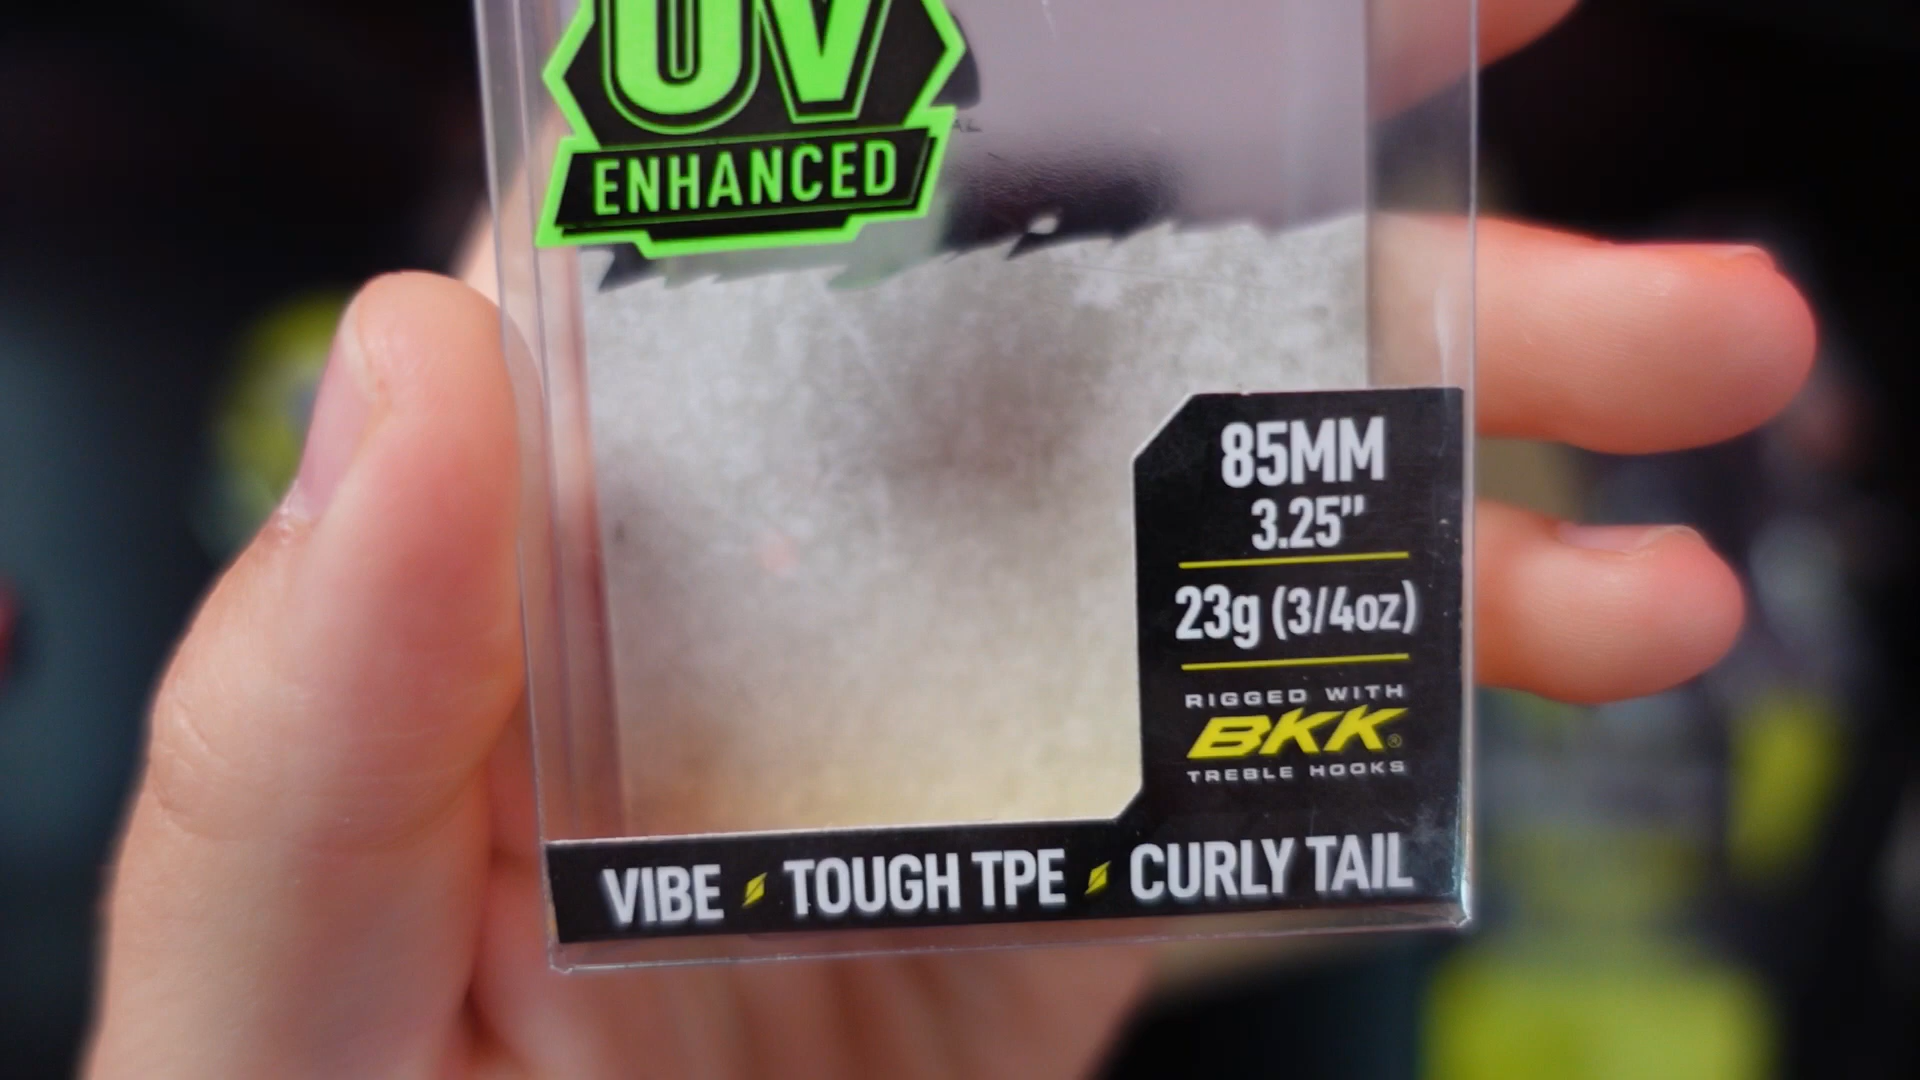 UV
ENHANCED
85MM
3.25"
23g (3/4oz)
RIGGED WITH
BKK®
TREBLE HOOKS
VIBE TOUGH TPE CURLY TAIL